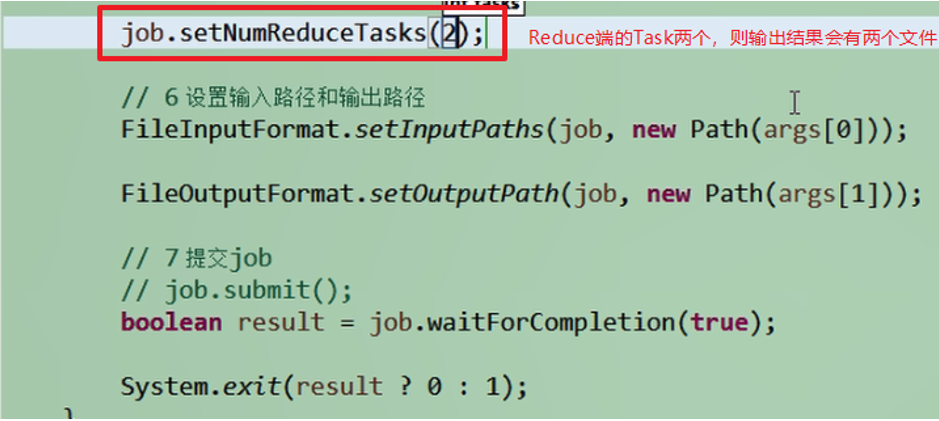 int tasks
job.setNumReduceTasks(2);
Reduce端的Task两个，则输出结果会有两个文件
// 6 设置输入路径和输出路径
FileInputFormat.setInputPaths(job, new Path(args[0]));
FileOutputFormat.setOutputPath(job, new Path(args[1]));
// 7 提交job
// job.submit();
boolean result = job.waitForCompletion(true);
System.exit(result ? 0 : 1);
}